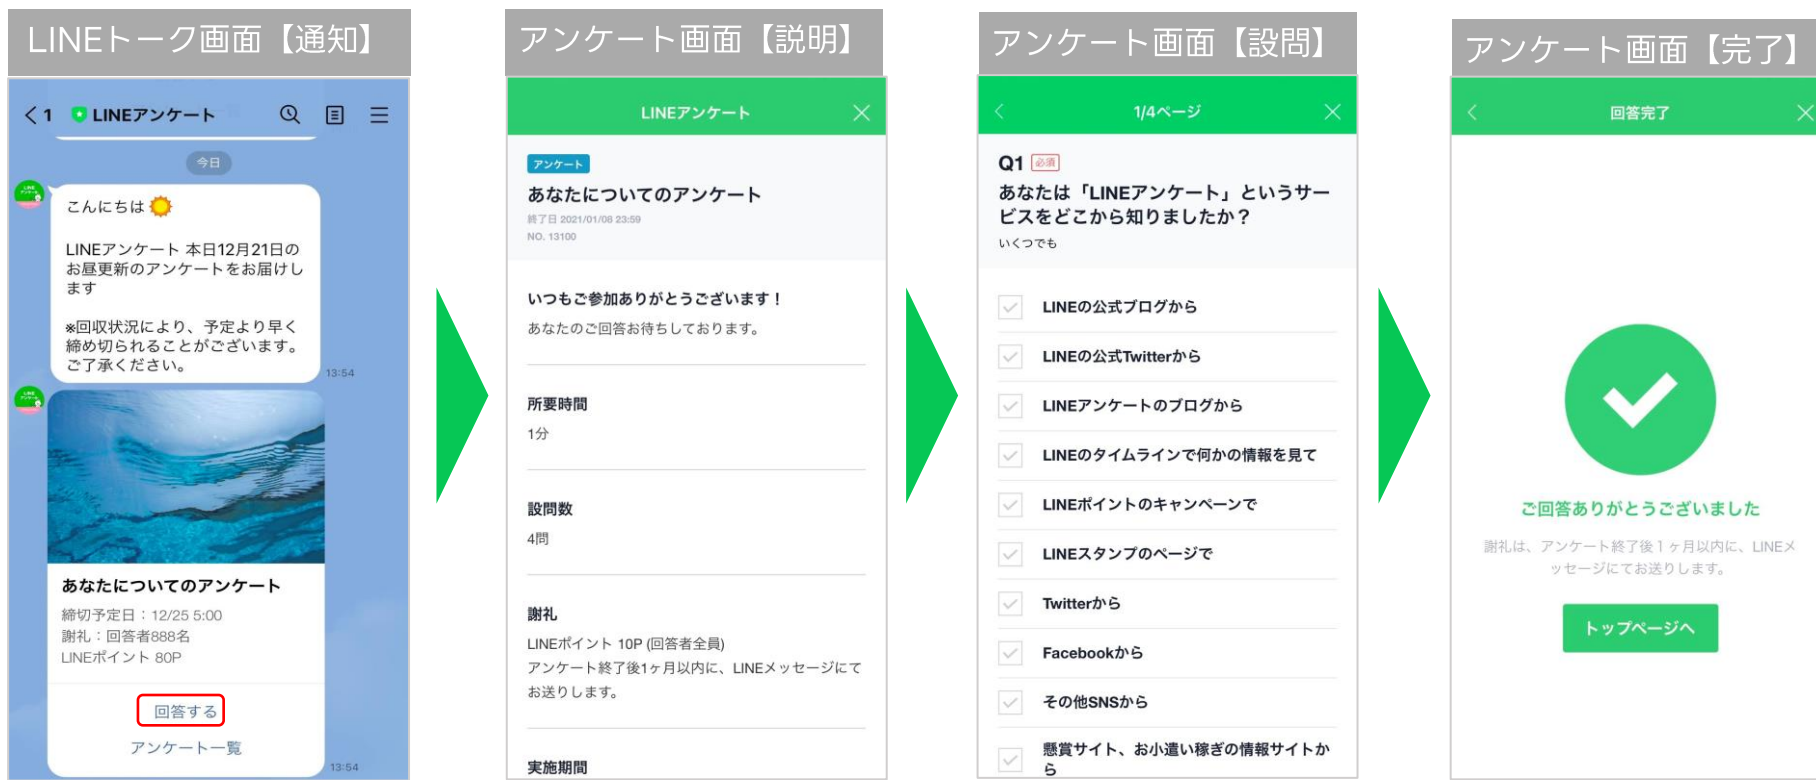 LINEトーク画面【通知】
< 1 LINEアンケート
今日
こんにちは
LINEアンケート 本日12月21日の
お昼更新のアンケートをお届けし
ます
※回収状況により、予定より早く
締め切られることがございます。
ご了承ください。
13:54
あなたについてのアンケート
締切予定日：12/25 5:00
謝礼：回答者888名
LINEポイント 80P
回答する
アンケート一覧
13:54
アンケート画面【説明】
LINEアンケート
アンケート
あなたについてのアンケート
終了日 2021/01/08 23:59
NO. 13100
いつもご参加ありがとうございます！
あなたのご回答お待ちしております。
所要時間
1分
設問数
4問
謝礼
LINEポイント 10P (回答者全員)
アンケート終了後1ヶ月以内に、LINEメッセージにて
お送りします。
実施期間
アンケート画面【設問】
1/4ページ
Q1 必須
あなたは「LINEアンケート」というサー
ビスをどこから知りましたか？
いくつでも
LINEの公式ブログから
LINEの公式Twitterから
LINEアンケートのブログから
LINEのタイムラインで何かの情報を見て
LINEポイントのキャンペーンで
LINEスタンプのページで
Twitterから
Facebookから
その他SNSから
懸賞サイト、お小遣い稼ぎの情報サイトか
ら
アンケート画面【完了】
回答完了
ご回答ありがとうございました
謝礼は、アンケート終了後１ヶ月以内に、LINEメ
ッセージにてお送りします。
トップページへ